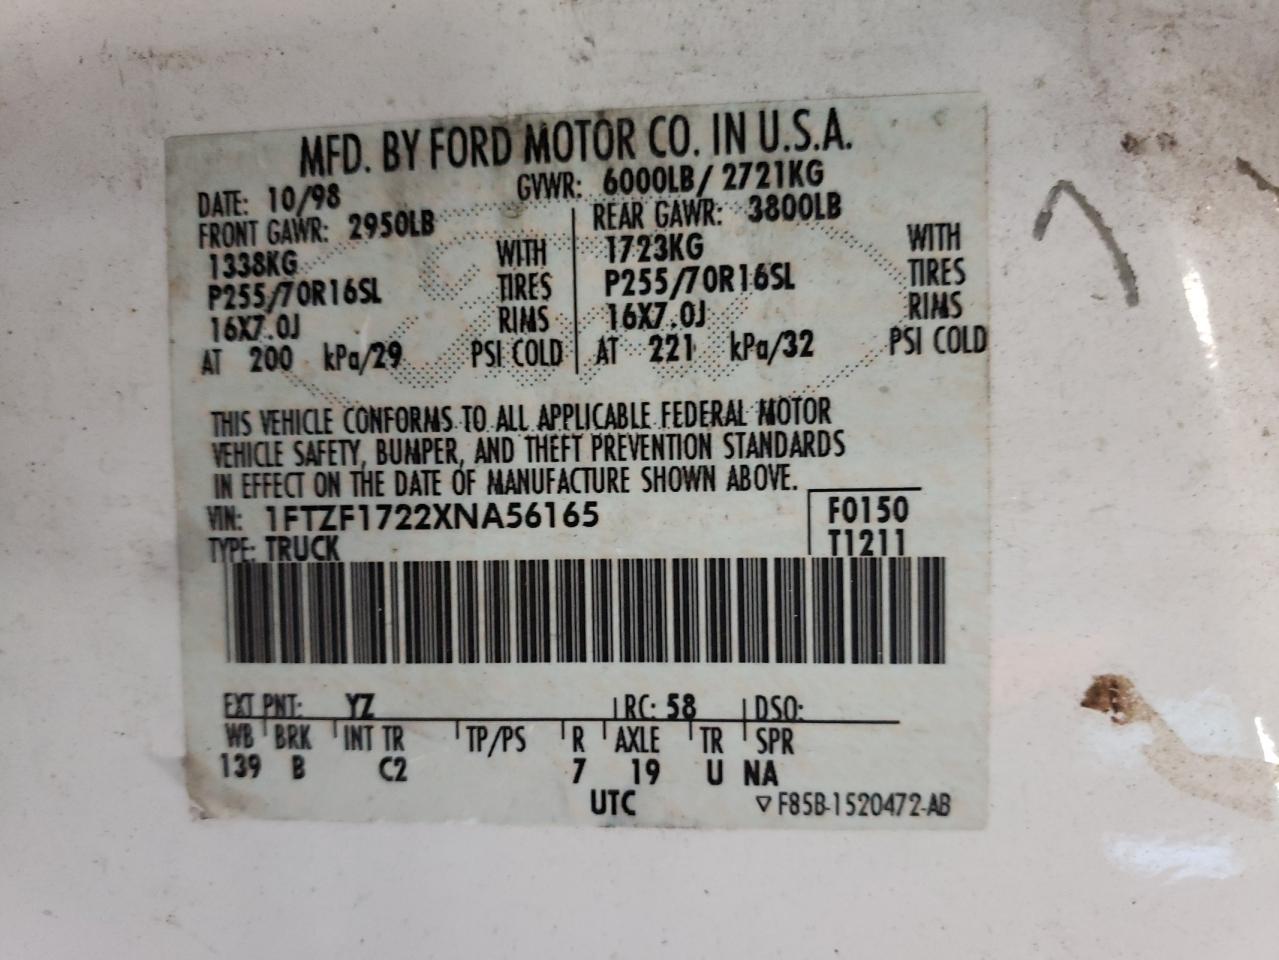 MFD. BY FORD MOTOR CO. IN U.S.A.
DATE: 10/98 GVWR: 6000LB/ 2721KG
FRONT GAWR: 2950LB REAR GAWR: 3800LB
1338KG WITH 1723KG WITH
P255/70R16SL TIRES P255/70R16SL TIRES
16X7.0J RIMS 16X7.0J RIMS
AT 200 kPa/29 PSI COLD AT 221 kPa/32 PSI COLD
THIS VEHICLE CONFORMS TO ALL APPLICABLE FEDERAL MOTOR
VEHICLE SAFETY, BUMPER, AND THEFT PREVENTION STANDARDS
IN EFFECT ON THE DATE OF MANUFACTURE SHOWN ABOVE.
VIN: 1FTZF1722XNA56165 F0150
TYPE: TRUCK T1211
EXT PNT: YZ RC: 58 DSO:
WB BRK INT TR TP/PS R AXLE TR SPR
139 B C2 7 19 U NA
UTC ▽ F85B-1520472-AB